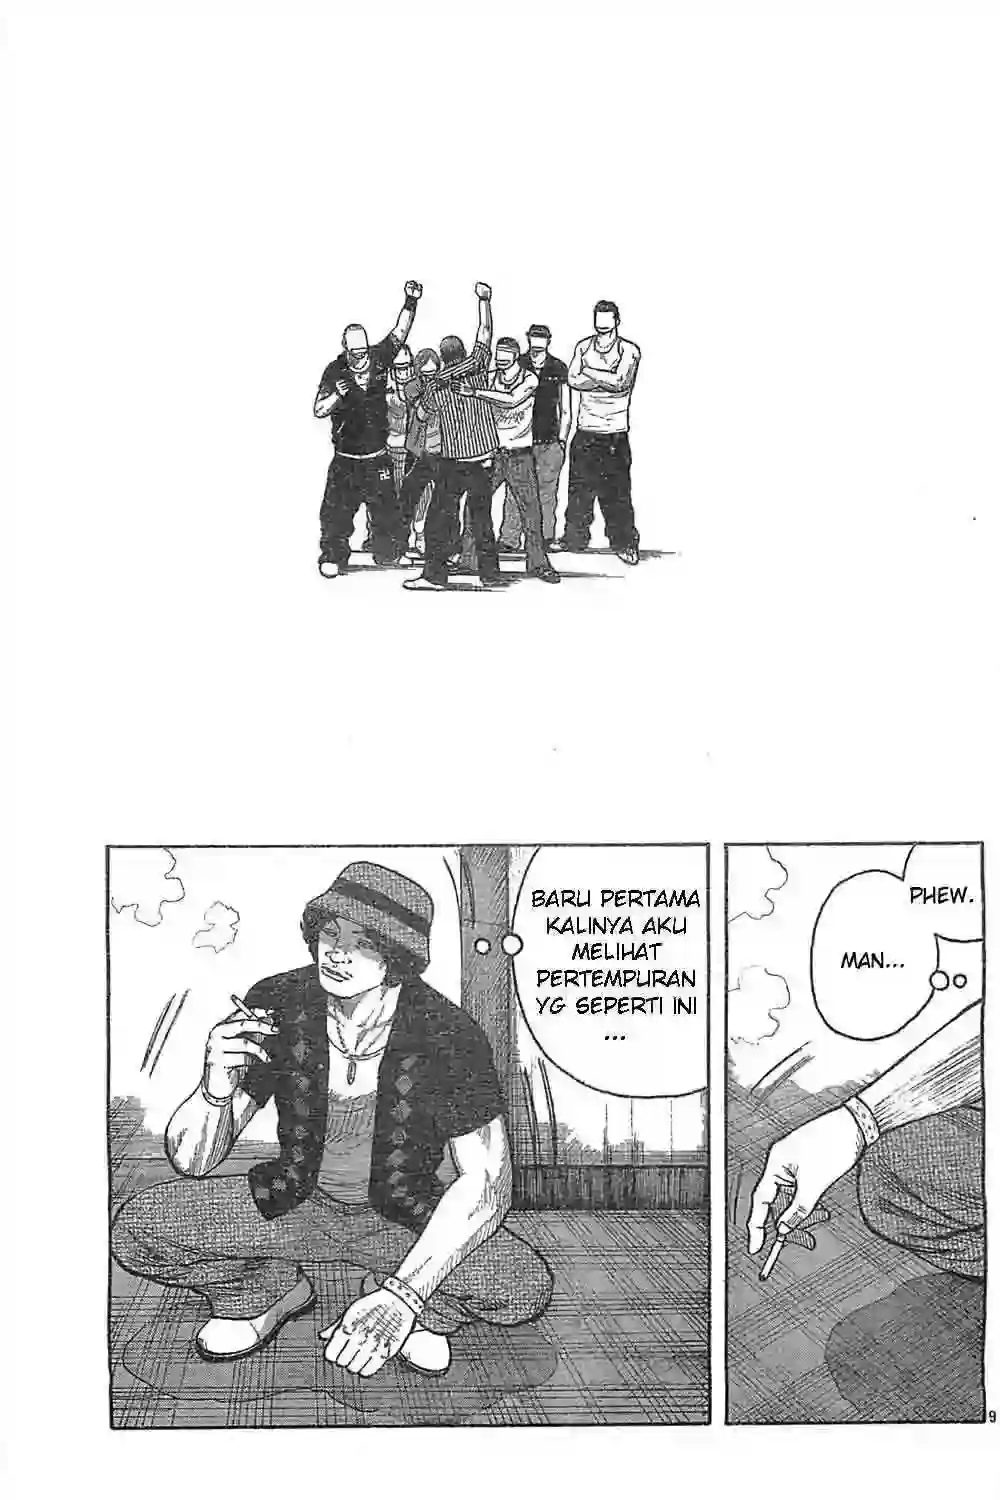 PHEW.
MAN...
BARU PERTAMA
KALINYA AKU
MELIHAT
PERTEMPURAN
YG SEPERTI INI
...
9